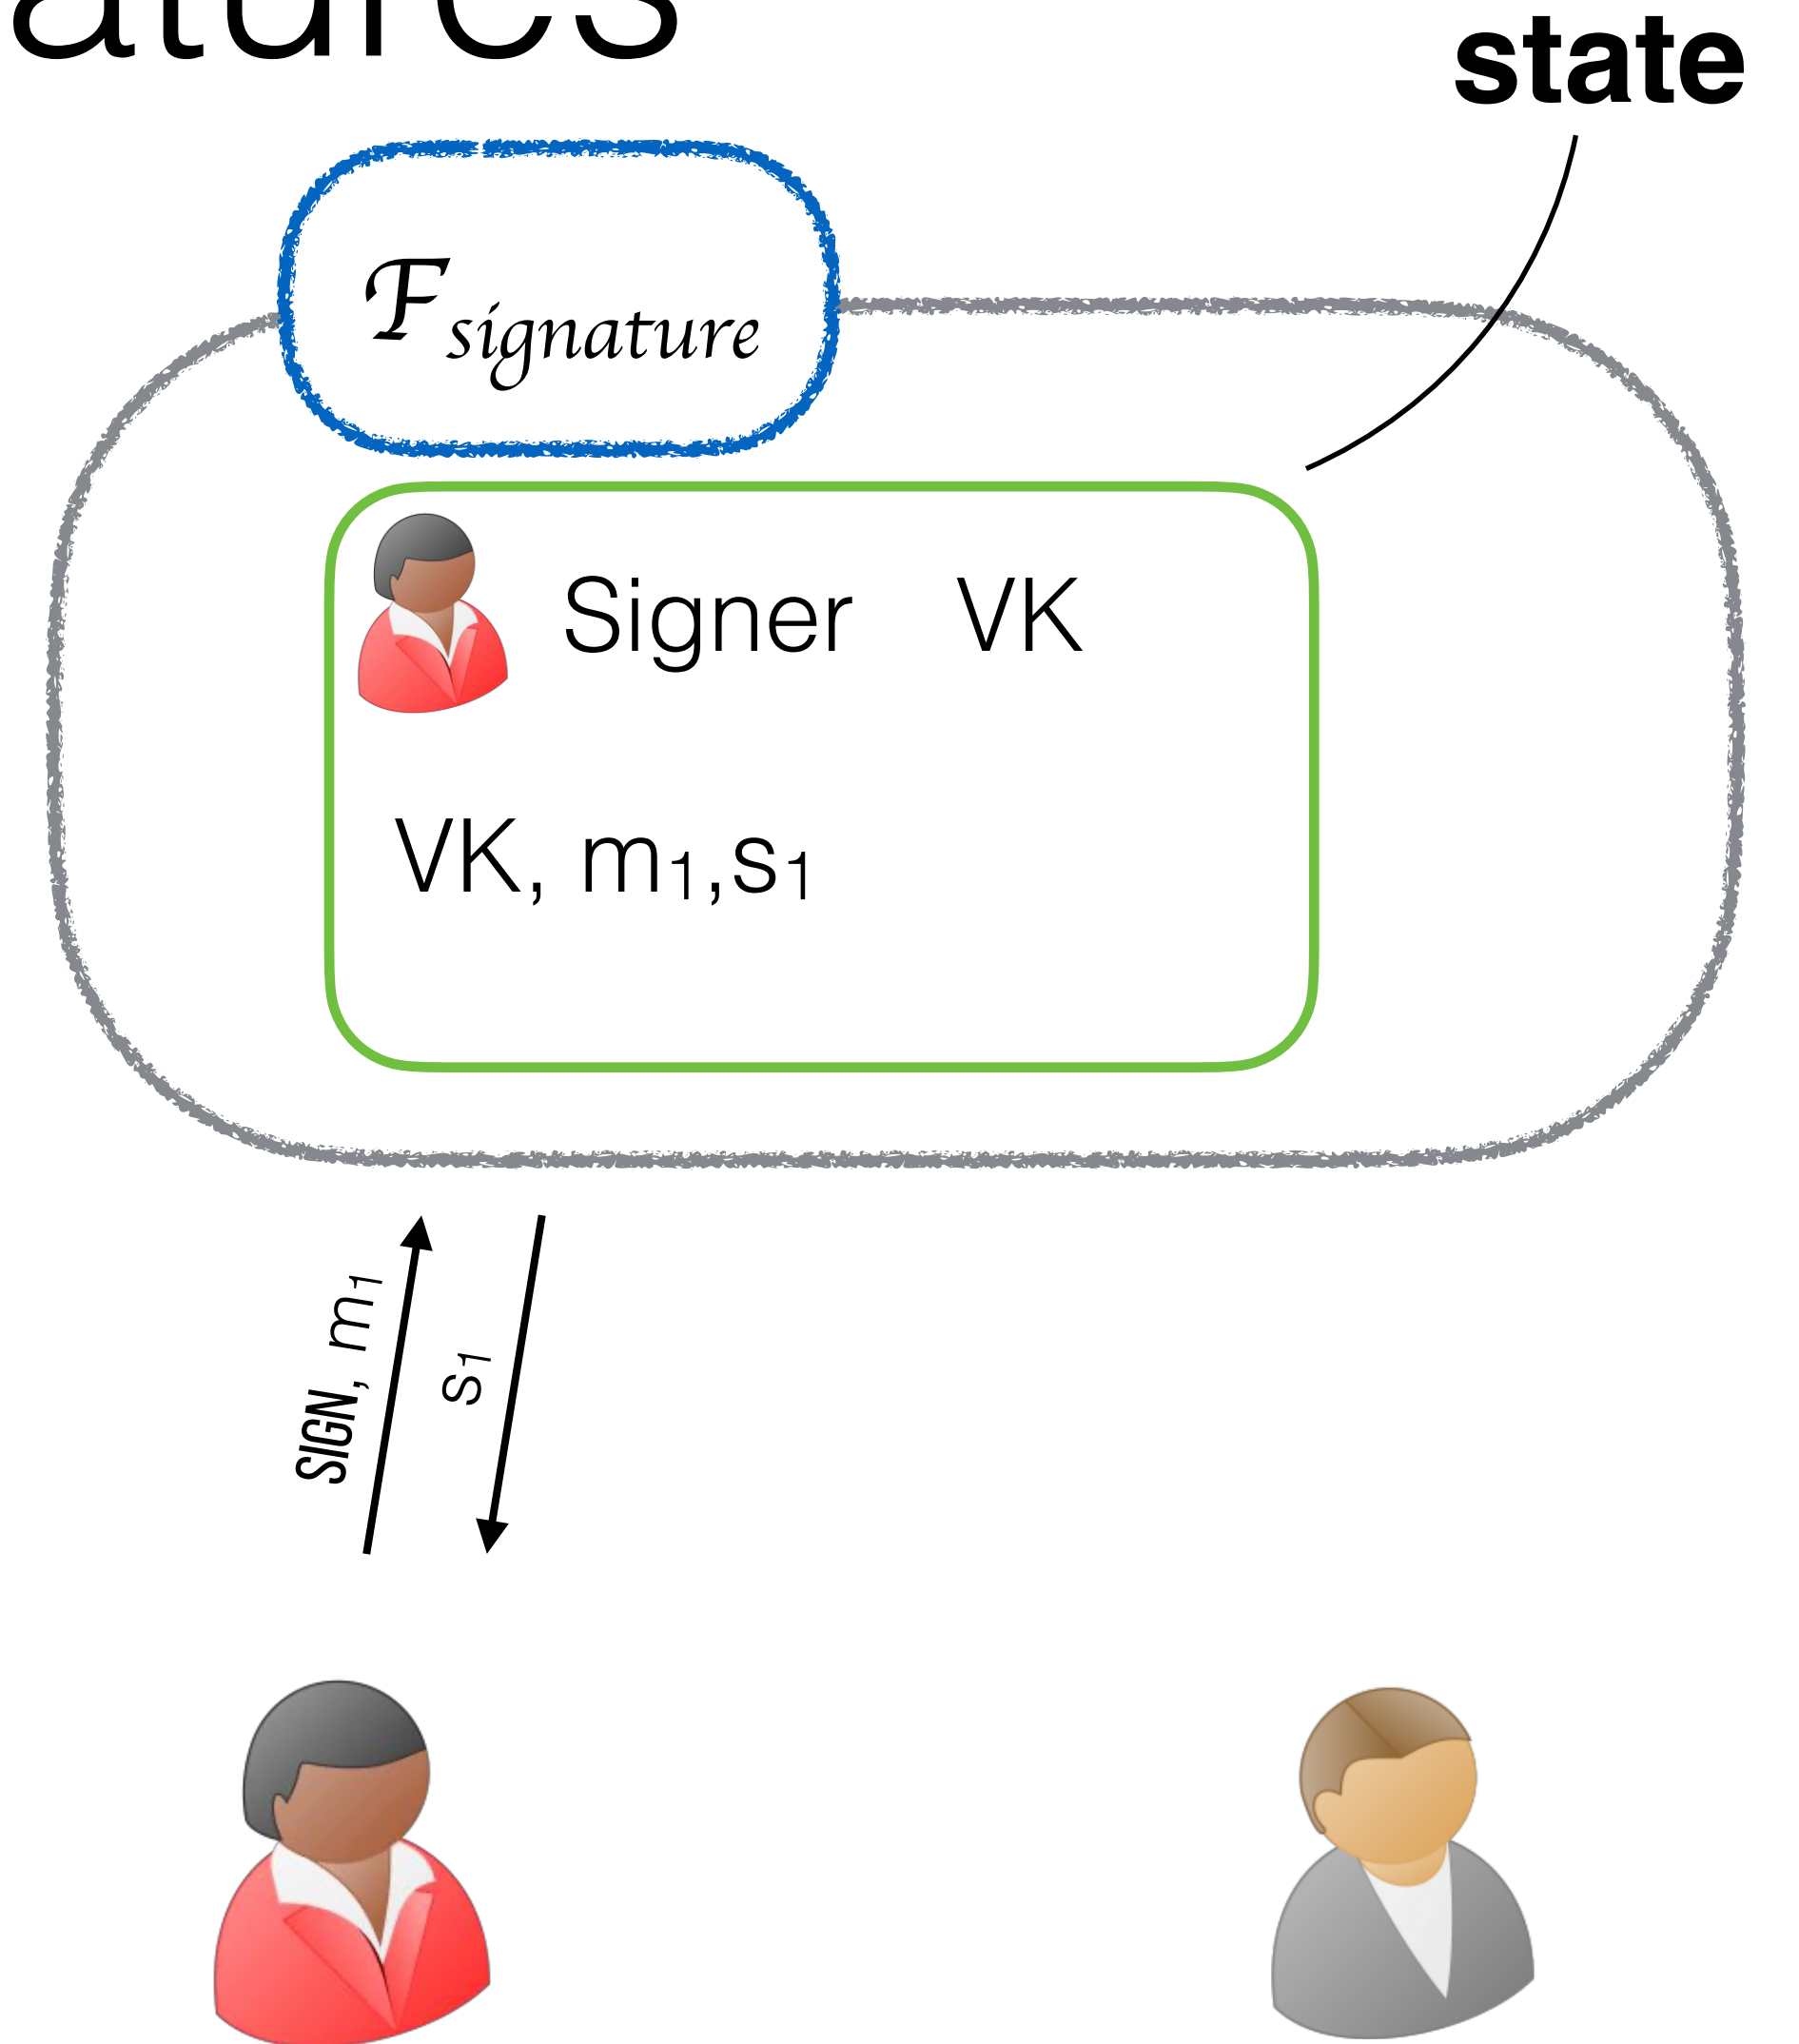 atures
state
ℱsignature
Signer VK
VK, m₁,s₁
SIGN, m₁
s₁